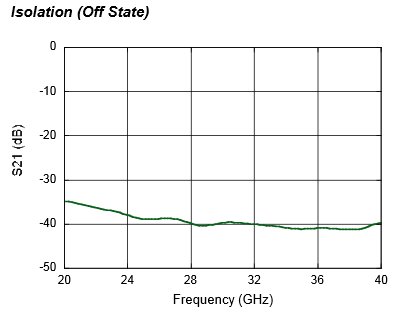 Isolation (Off State)
0
-10
-20
-30
-40
-50
S21 (dB)
20 24 28 32 36 40
Frequency (GHz)